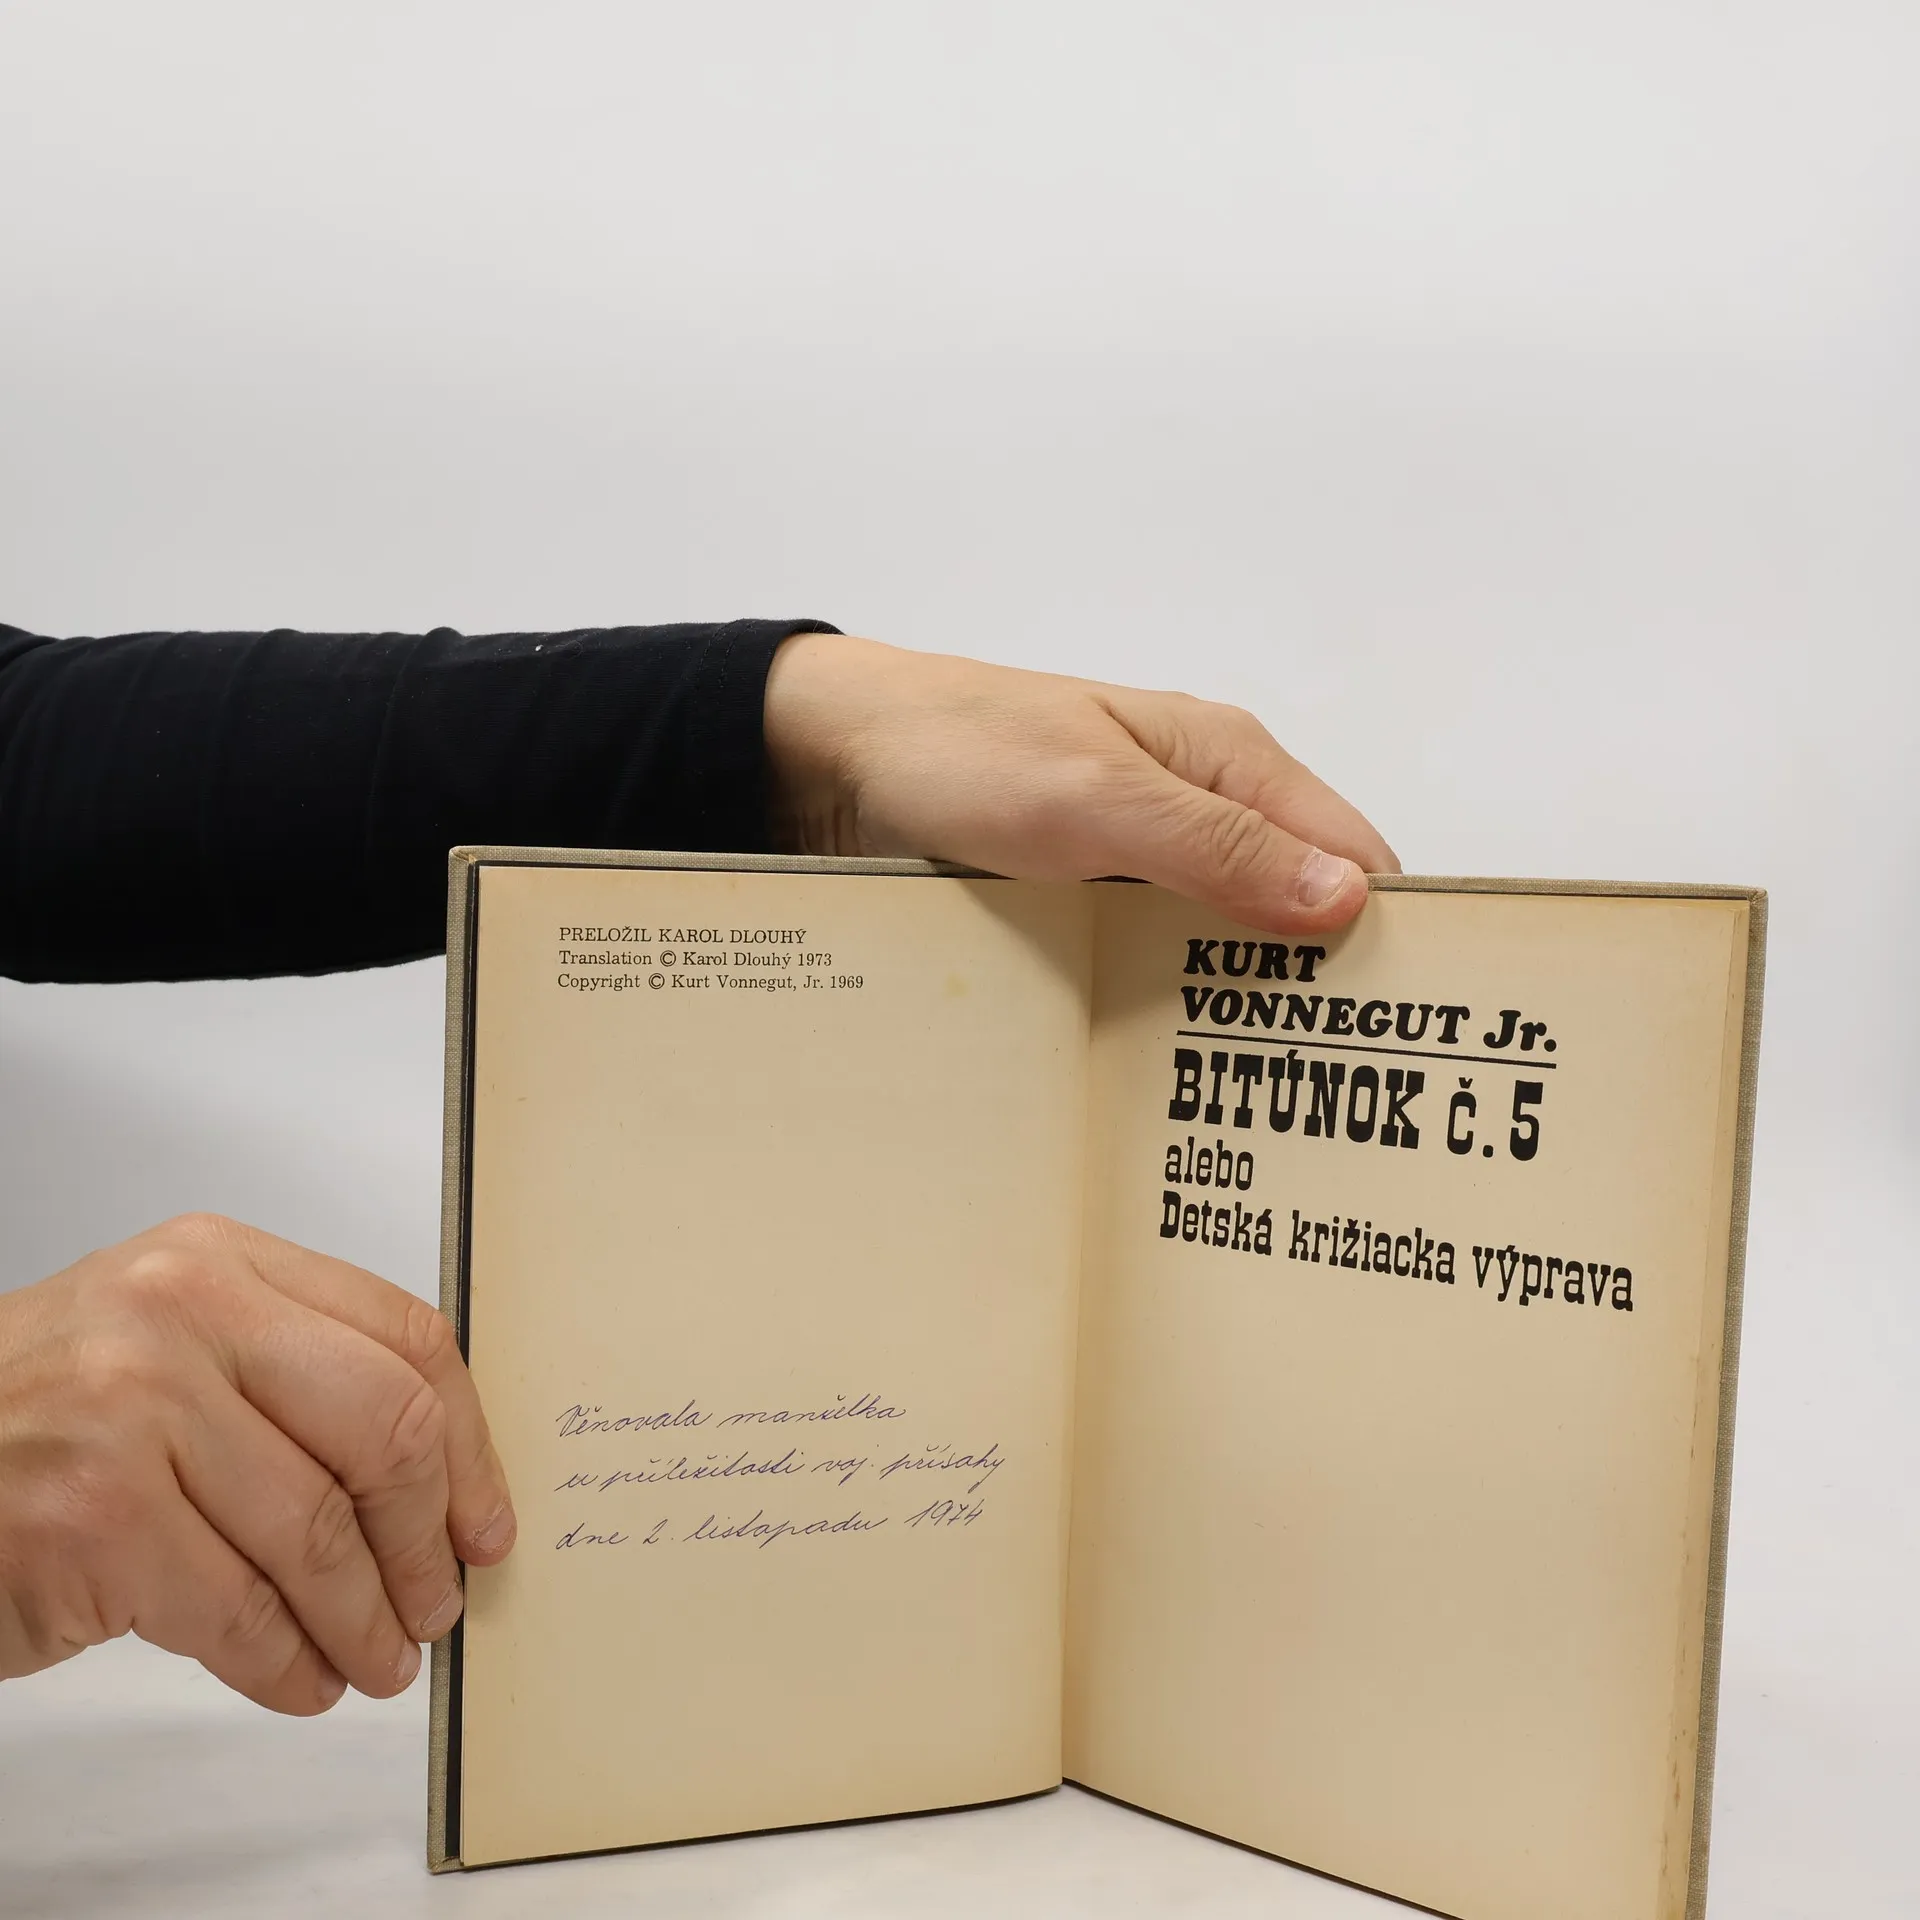 PRELOŽIL KAROL DLOUHÝ
Translation © Karol Dlouhý 1973
Copyright © Kurt Vonnegut, Jr. 1969
Věnovala manželka
u příležitosti voj. přísahy
dne 2. listopadu 1974
KURT
VONNEGUT Jr.
BITÚNOK č. 5
alebo
Detská križiacka výprava